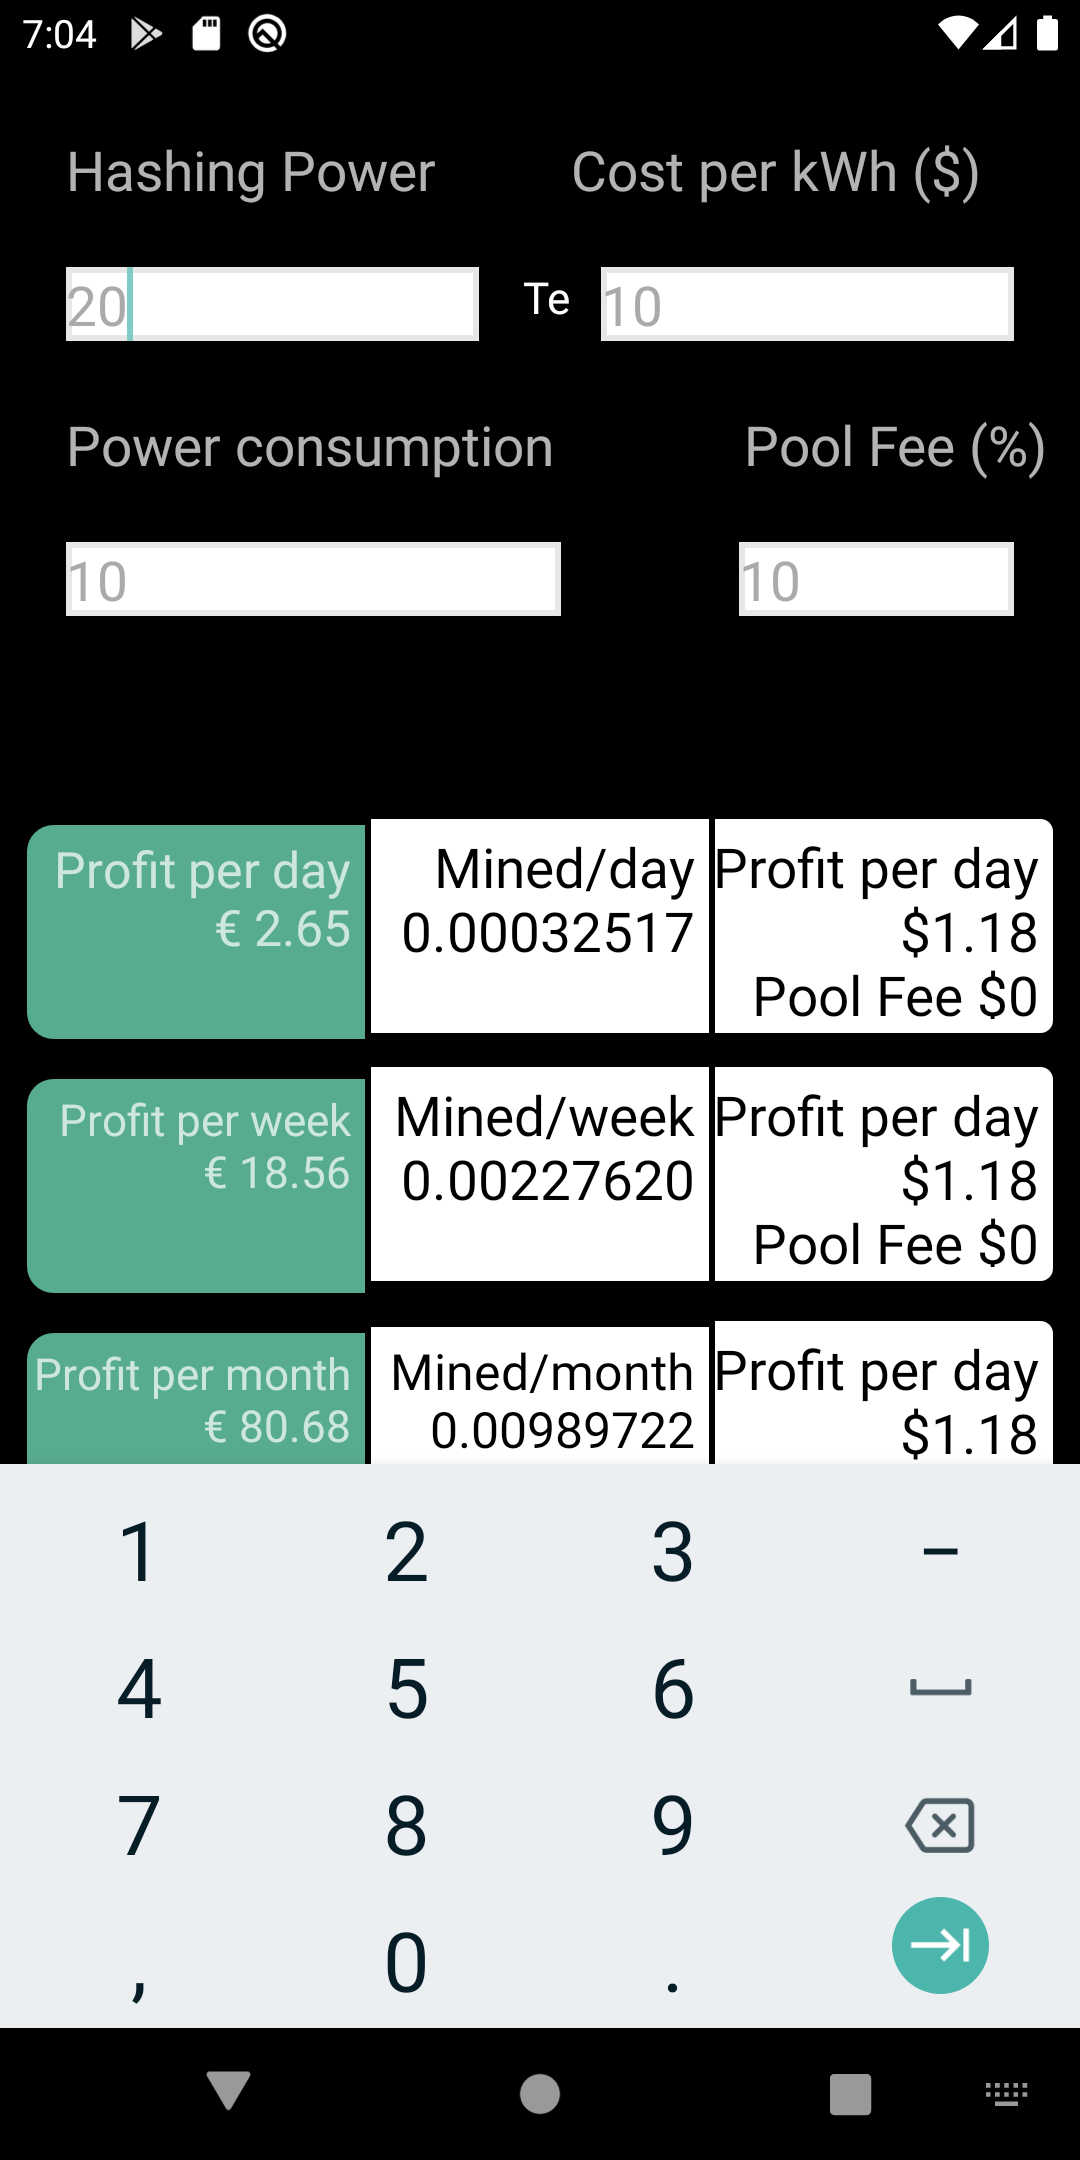 7:04
Hashing Power
Cost per kWh ($)
20
Te
10
Power consumption
Pool Fee (%)
10
10
Profit per day
€ 2.65
Mined/day
0.00032517
Profit per day
$1.18
Pool Fee $0
Profit per week
€ 18.56
Mined/week
0.00227620
Profit per day
$1.18
Pool Fee $0
Profit per month
€ 80.68
Mined/month
0.00989722
Profit per day
$1.18
1 2 3 –
4 5 6
7 8 9
, 0 .